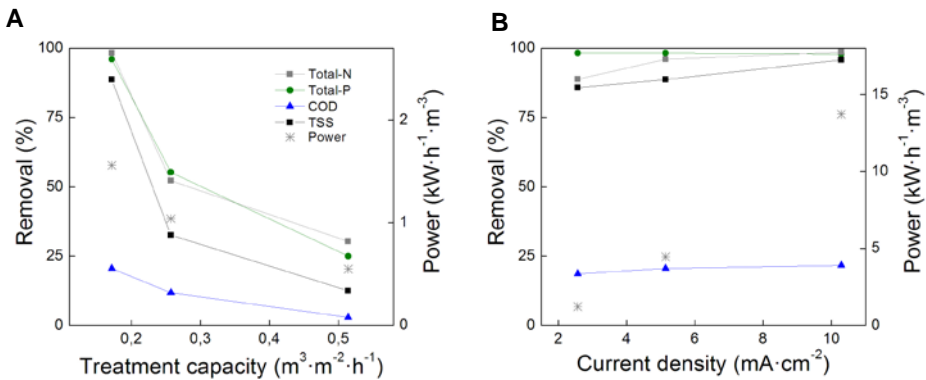 A
B
100
75
50
25
0
Removal (%)
2
1
0
Power (kW·h⁻¹·m⁻³)
Total-N
Total-P
COD
TSS
Power
0,2
0,3
0,4
0,5
Treatment capacity (m³·m⁻²·h⁻¹)
100
75
50
25
0
Removal (%)
15
10
5
0
Power (kW·h⁻¹·m⁻³)
2
4
6
8
10
Current density (mA·cm⁻²)